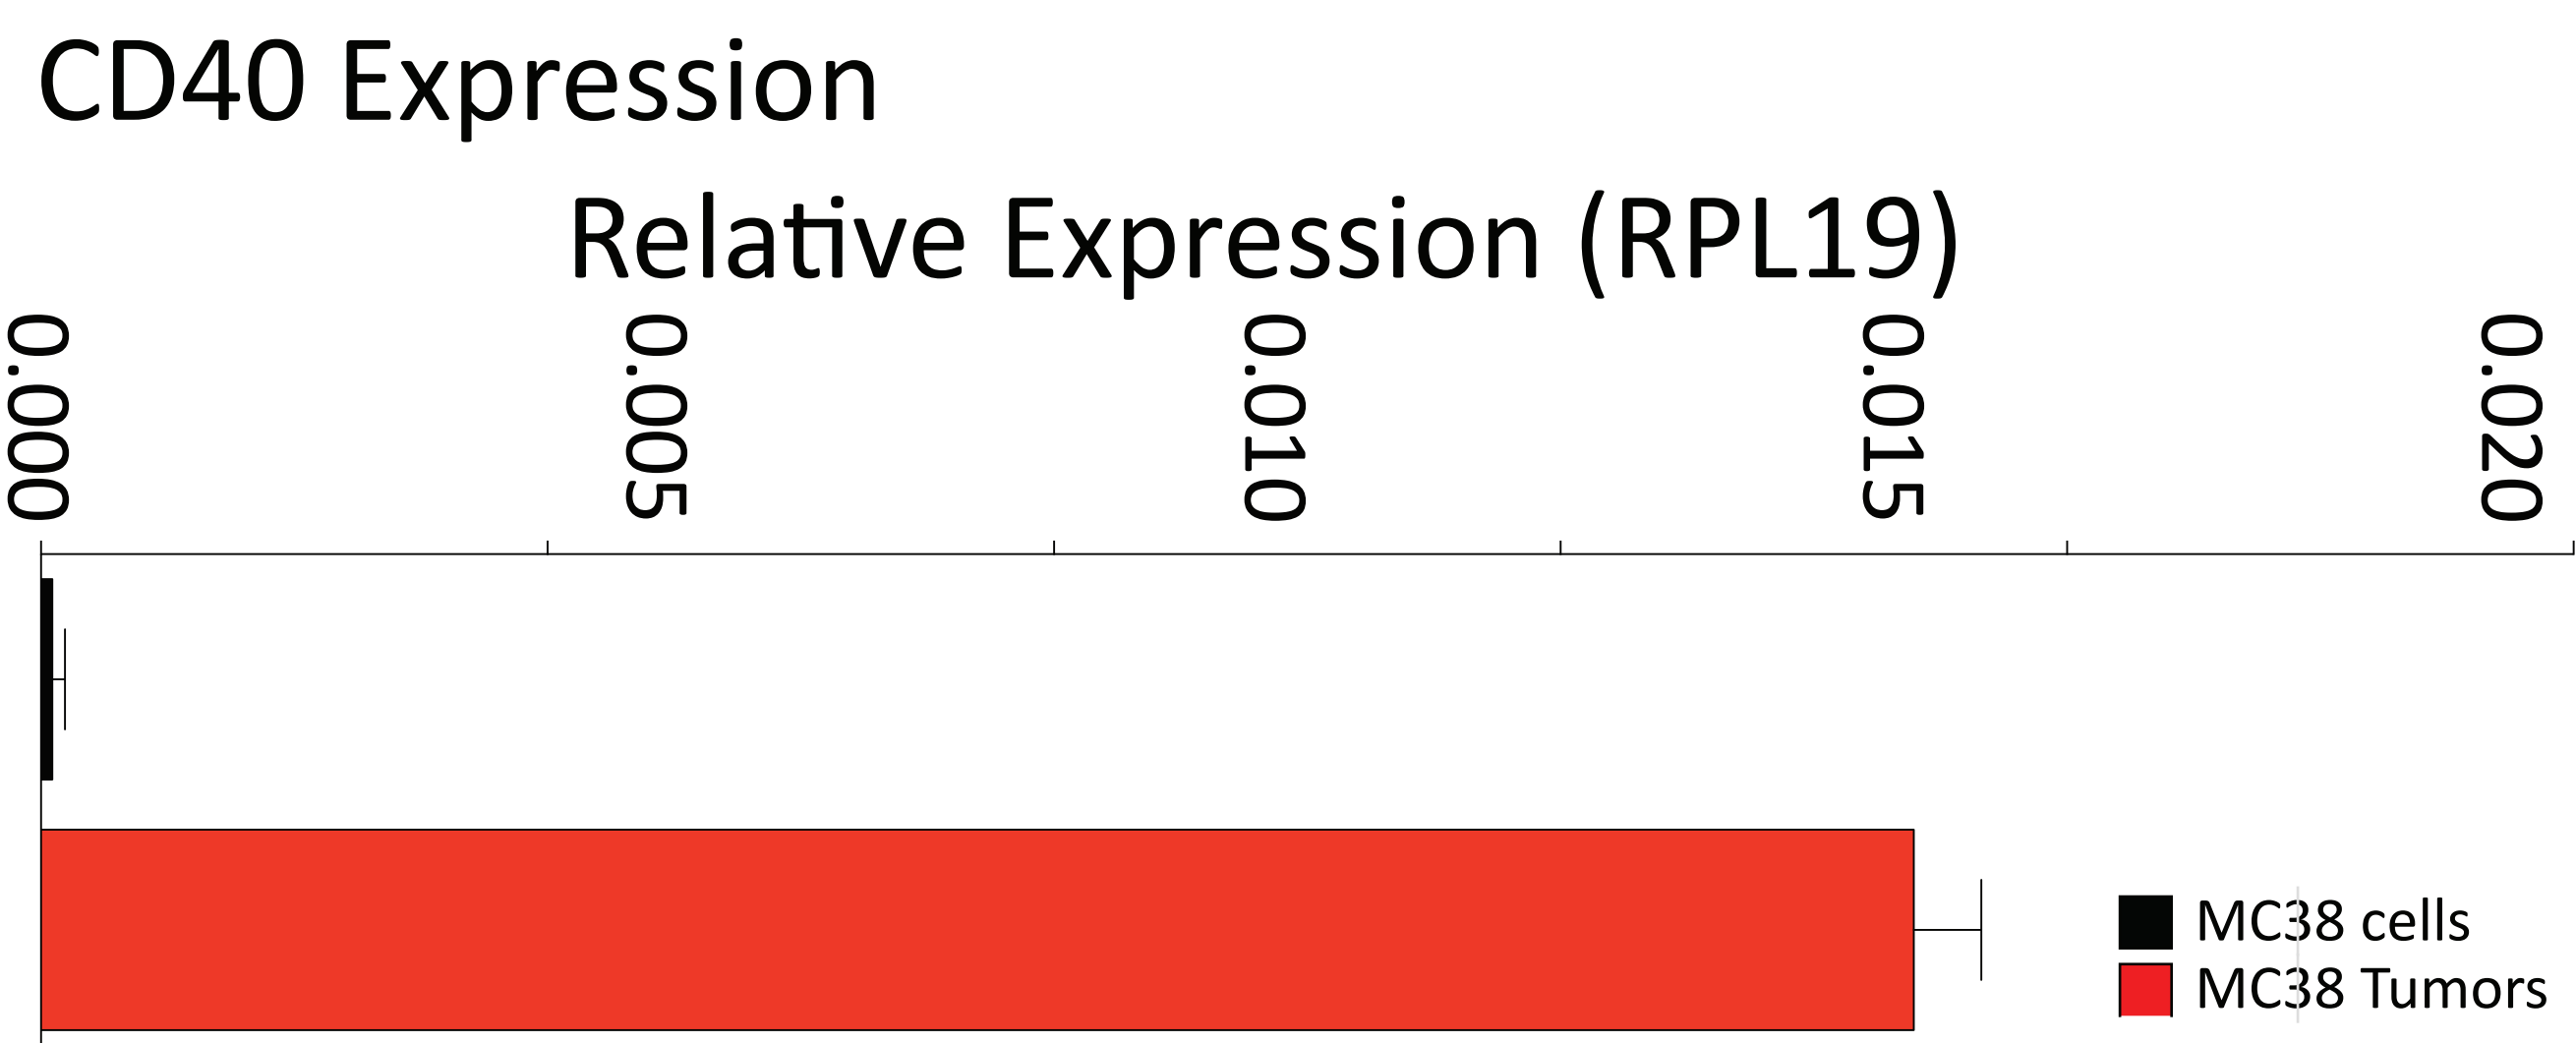 CD40 Expression
Relative Expression (RPL19)
0.000
0.005
0.010
0.015
0.020
MC38 cells
MC38 Tumors